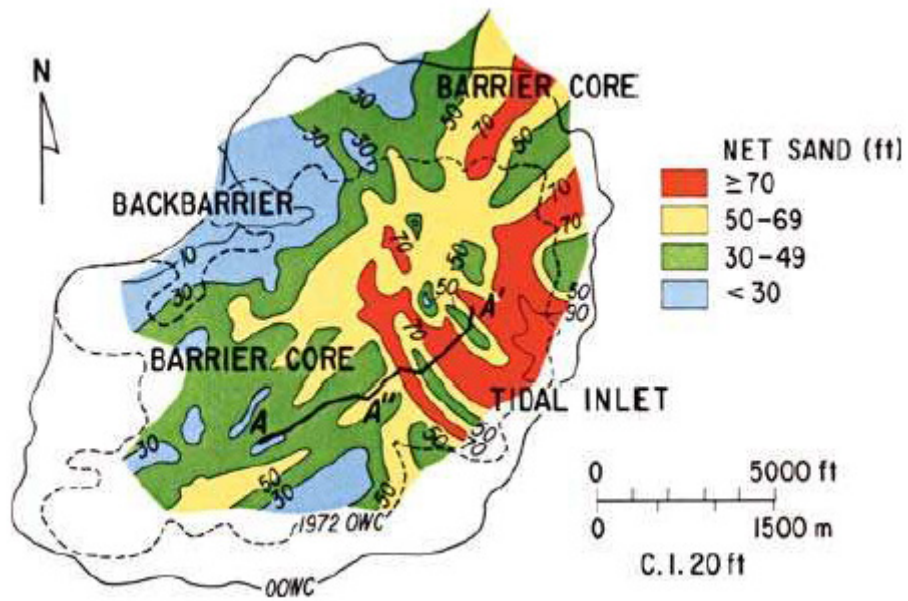 N
BARRIER CORE
30
50
70
50
30
30
30
NET SAND (ft)
≥70
50-69
30-49
< 30
BACKBARRIER
70
70
70
50
10
30
50
A'
50
90
70
BARRIER CORE
TIDAL INLET
A
A"
30
50
50
70
50
30
50
1972 OWC
OOWC
0 5000 ft
0 1500 m
C.I. 20 ft